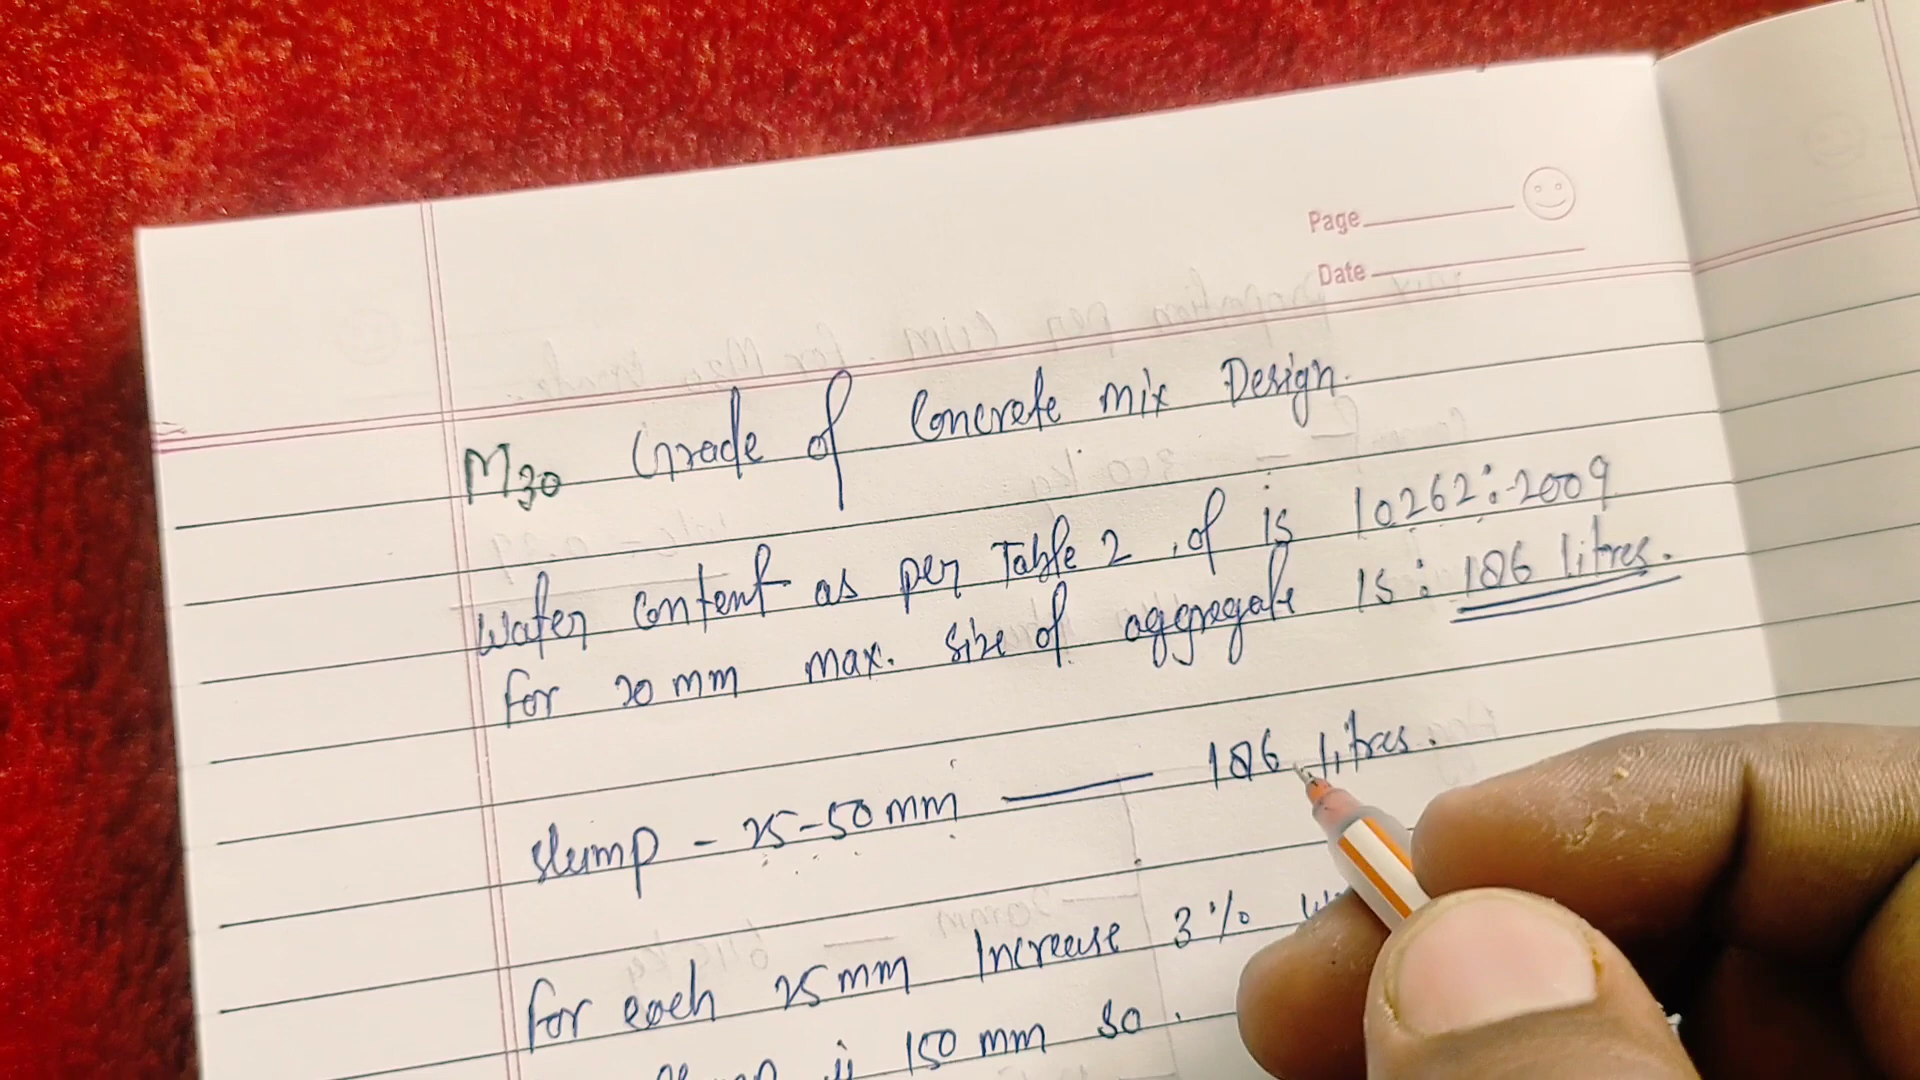 Page
Date
M30 Grade of Concrete mix Design.
Water content as per Table 2, of is 10262:2009
for 20 mm max. size of aggregate is: 186 litres.
slump - 25-50 mm — 186 litres.
for each 25 mm Increase 3%
is 150 mm so.